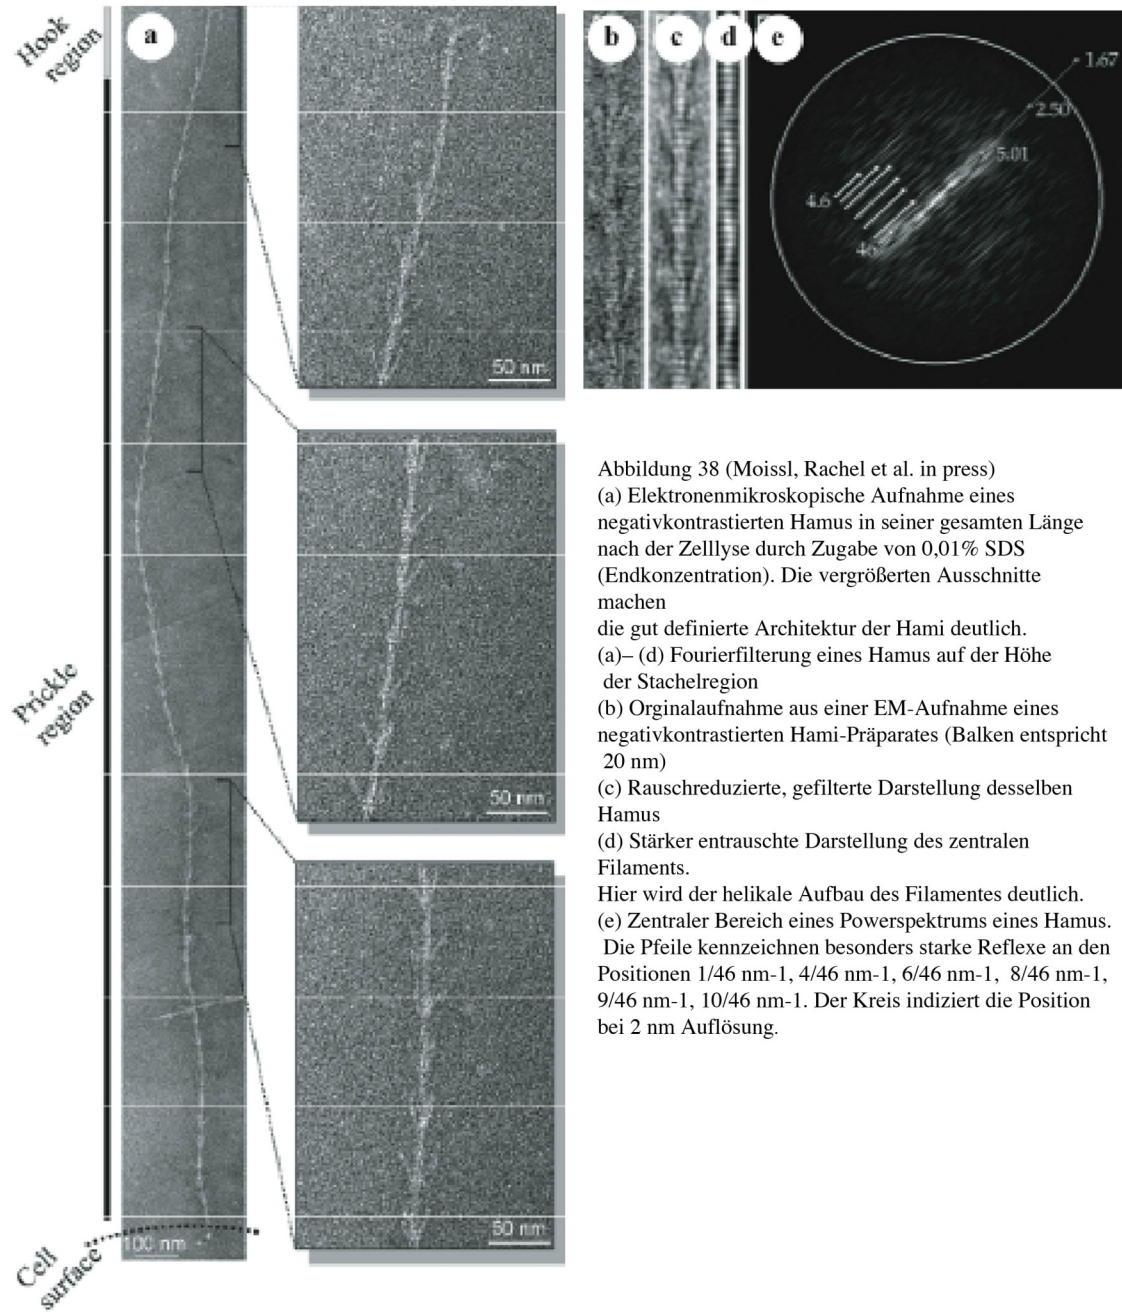 Hook
region
a
50 nm
b
c
d
e
1.67
2.50
5.01
4.6
50 nm
Prickle
region
50 nm
100 nm
Cell
surface
Abbildung 38 (Moissl, Rachel et al. in press)
(a) Elektronenmikroskopische Aufnahme eines
negativkontrastierten Hamus in seiner gesamten Länge
nach der Zelllyse durch Zugabe von 0,01% SDS
(Endkonzentration). Die vergrößerten Ausschnitte
machen
die gut definierte Architektur der Hami deutlich.
(a)– (d) Fourierfilterung eines Hamus auf der Höhe
der Stachelregion
(b) Orginalaufnahme aus einer EM-Aufnahme eines
negativkontrastierten Hami-Präparates (Balken entspricht
20 nm)
(c) Rauschreduzierte, gefilterte Darstellung desselben
Hamus
(d) Stärker entrauschte Darstellung des zentralen
Filaments.
Hier wird der helikale Aufbau des Filamentes deutlich.
(e) Zentraler Bereich eines Powerspektrums eines Hamus.
Die Pfeile kennzeichnen besonders starke Reflexe an den
Positionen 1/46 nm-1, 4/46 nm-1, 6/46 nm-1, 8/46 nm-1,
9/46 nm-1, 10/46 nm-1. Der Kreis indiziert die Position
bei 2 nm Auflösung.